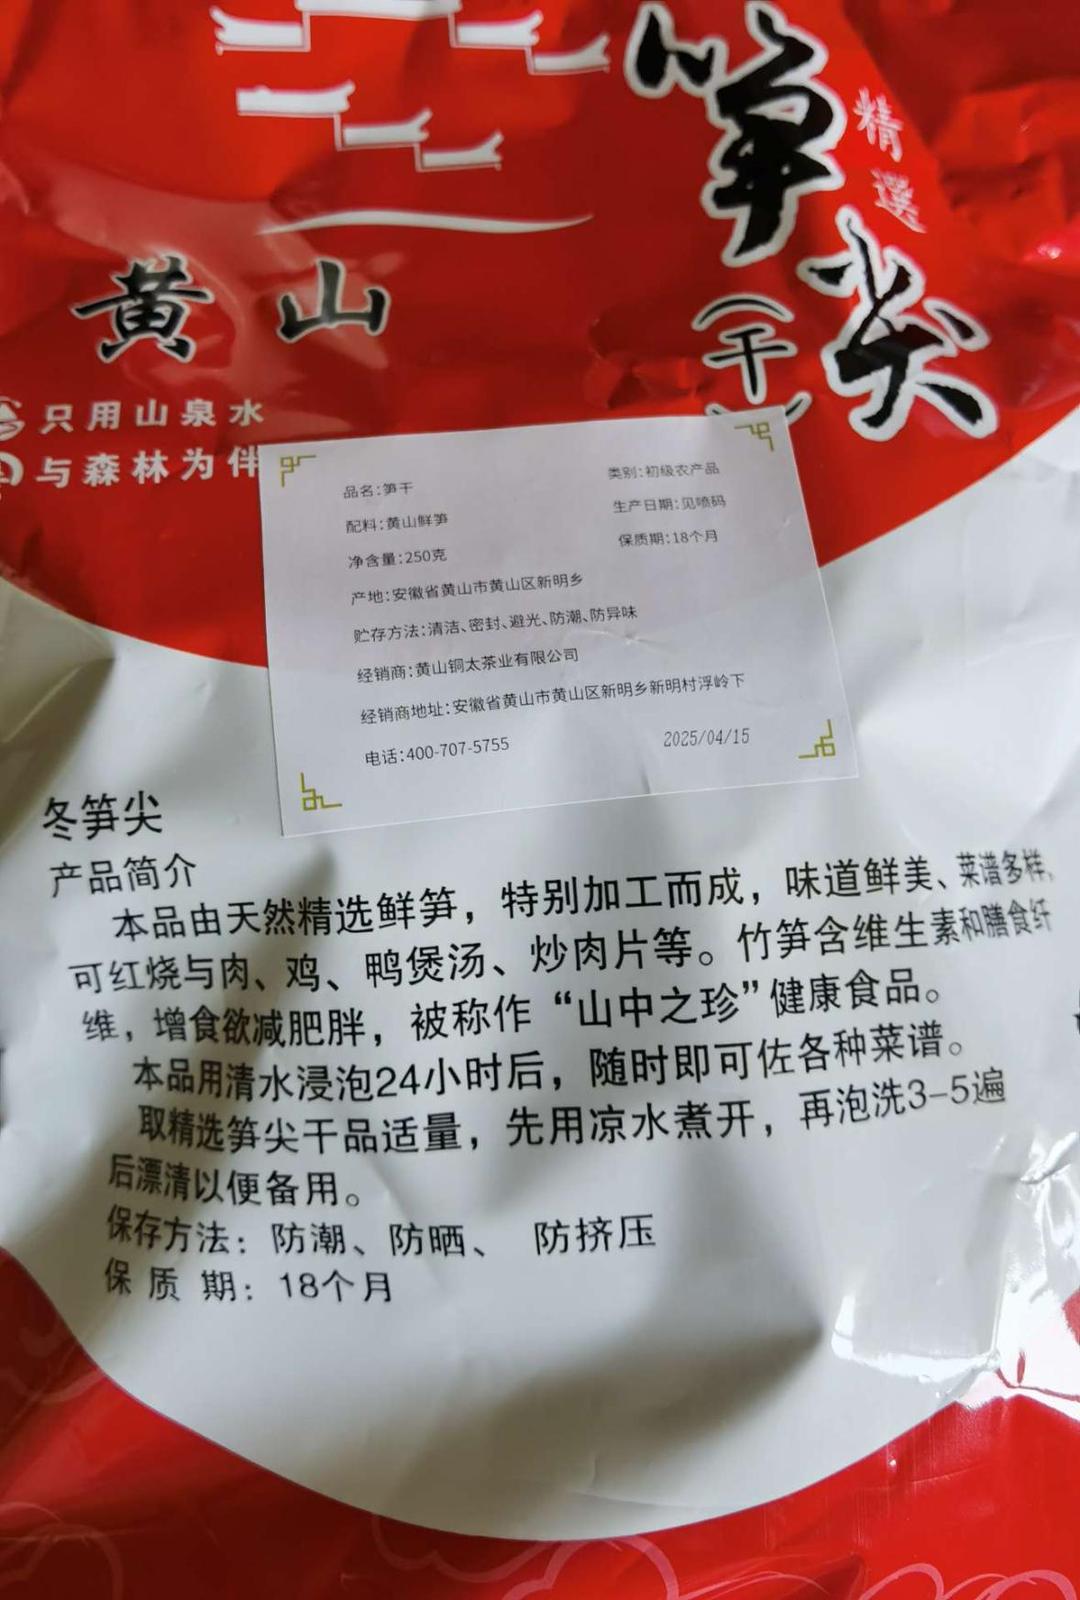 笋尖
(干)
精選
黄山
只用山泉水
与森林为伴
品名:笋干
类别:初级农产品
配料:黄山鲜笋
生产日期:见喷码
净含量:250克
保质期:18个月
产地:安徽省黄山市黄山区新明乡
贮存方法:清洁、密封、避光、防潮、防异味
经销商:黄山铜太茶业有限公司
经销商地址:安徽省黄山市黄山区新明乡新明村浮岭下
电话:400-707-5755
2025/04/15
冬笋尖
产品简介
本品由天然精选鲜笋，特别加工而成，味道鲜美、菜谱多样，
可红烧与肉、鸡、鸭煲汤、炒肉片等。竹笋含维生素和膳食纤
维，增食欲减肥胖，被称作“山中之珍”健康食品。
本品用清水浸泡24小时后，随时即可佐各种菜谱。
取精选笋尖干品适量，先用凉水煮开，再泡洗3-5遍
后漂清以便备用。
保存方法：防潮、防晒、 防挤压
保 质 期：18个月